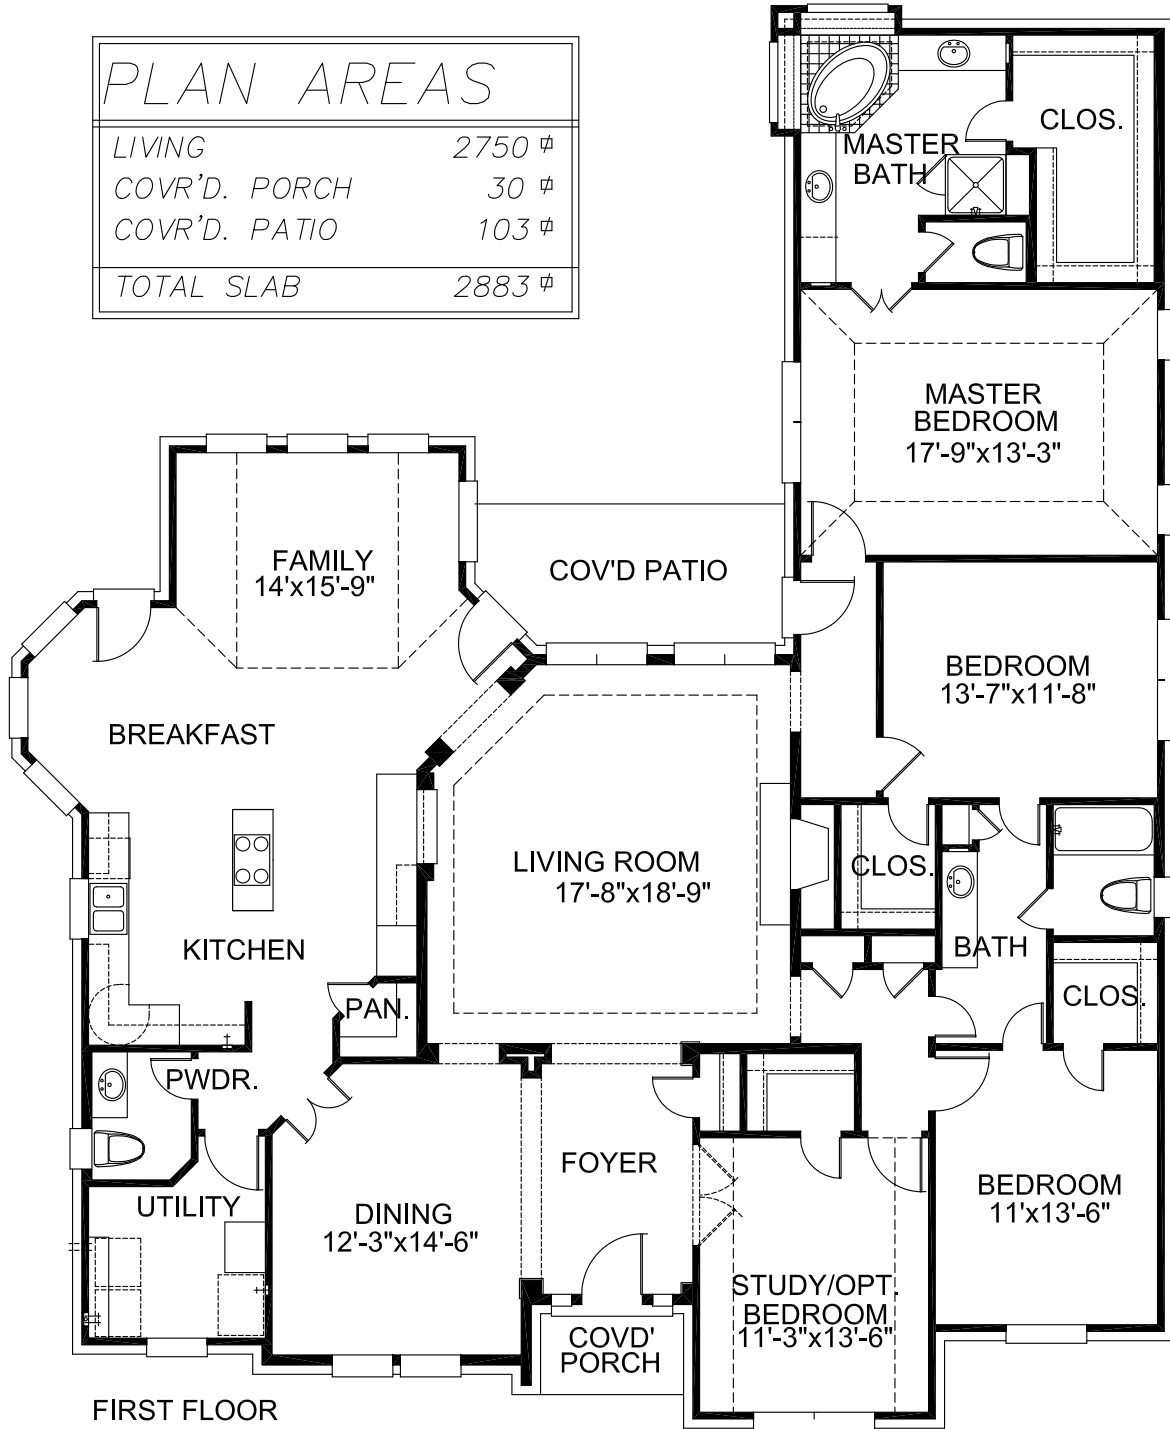 PLAN AREAS
LIVING 2750 ⏍
COVR'D. PORCH 30 ⏍
COVR'D. PATIO 103 ⏍
TOTAL SLAB 2883 ⏍
CLOS.
MASTER
BATH
MASTER
BEDROOM
17'-9"x13'-3"
FAMILY
14'x15'-9"
COV'D PATIO
BEDROOM
13'-7"x11'-8"
BREAKFAST
LIVING ROOM
17'-8"x18'-9"
CLOS.
KITCHEN
BATH
PAN.
CLOS.
PWDR.
FOYER
BEDROOM
11'x13'-6"
UTILITY
DINING
12'-3"x14'-6"
STUDY/OPT.
BEDROOM
11'-3"x13'-6"
COVD'
PORCH
FIRST FLOOR